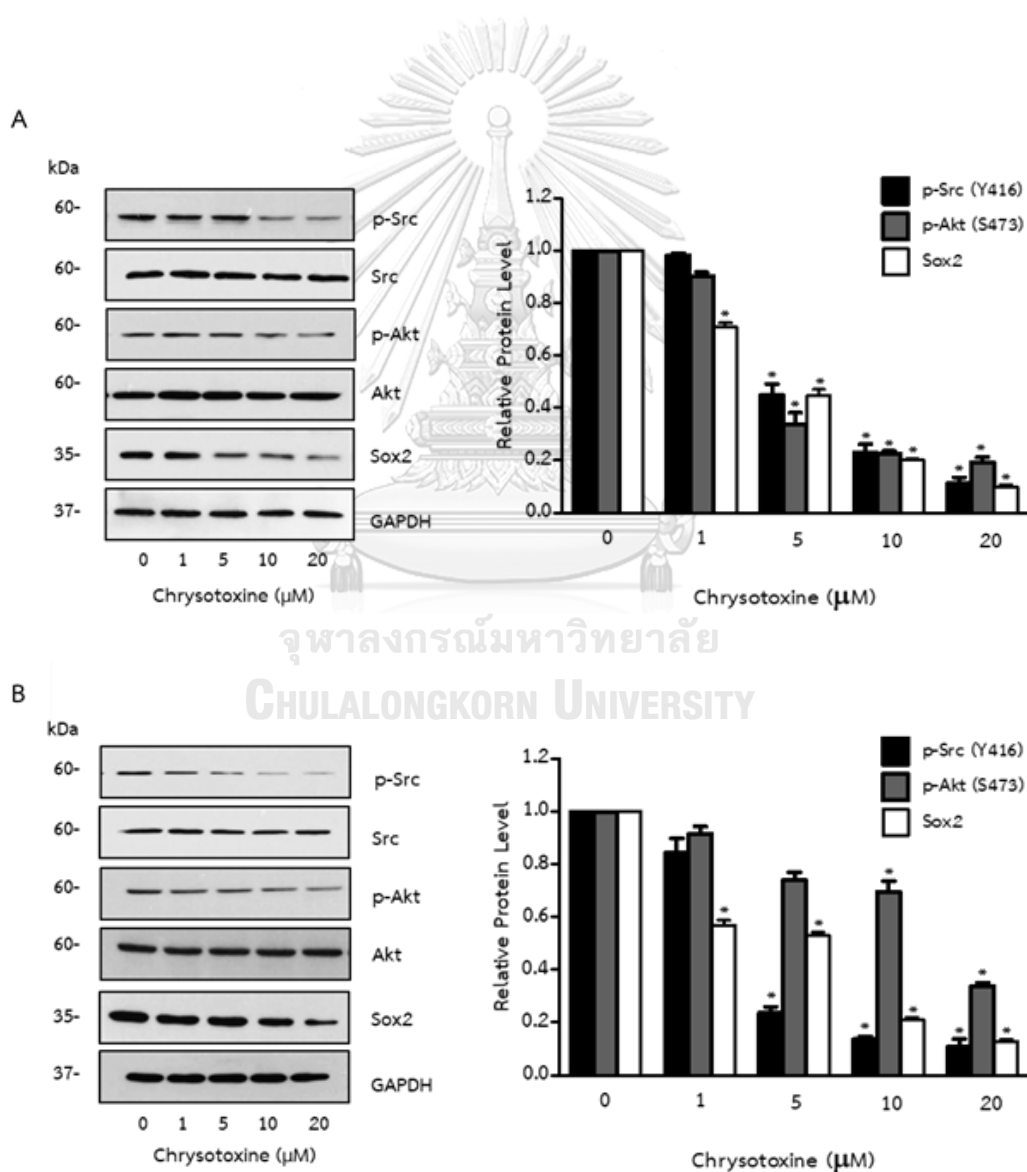 A
kDa
60-
p-Src
60-
Src
60-
p-Akt
60-
Akt
35-
Sox2
37-
GAPDH
0 1 5 10 20
Chrysotoxine (µM)
p-Src (Y416)
p-Akt (S473)
Sox2
Relative Protein Level
1.2
1.0
0.8
0.6
0.4
0.2
0.0
* * * * * * * * * *
0 1 5 10 20
Chrysotoxine (µM)
จุฬาลงกรณ์มหาวิทยาลัย
CHULALONGKORN UNIVERSITY
B
kDa
60-
p-Src
60-
Src
60-
p-Akt
60-
Akt
35-
Sox2
37-
GAPDH
0 1 5 10 20
Chrysotoxine (µM)
p-Src (Y416)
p-Akt (S473)
Sox2
Relative Protein Level
1.2
1.0
0.8
0.6
0.4
0.2
0.0
* * * * * * * * *
0 1 5 10 20
Chrysotoxine (µM)